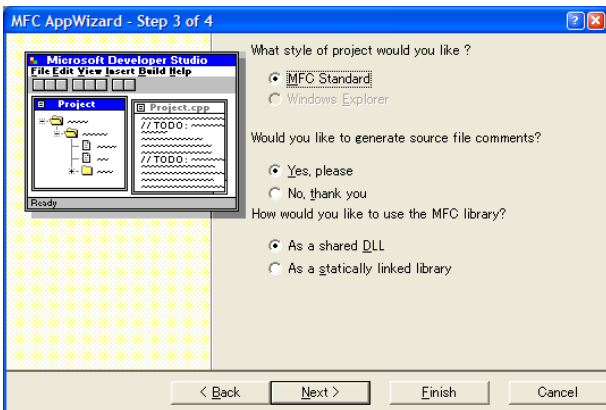 MFC AppWizard - Step 3 of 4
Microsoft Developer Studio
File Edit View Insert Build Help
Project
Project.cpp
// TODO:
// TODO:
Ready
What style of project would you like ?
MFC Standard
Windows Explorer
Would you like to generate source file comments?
Yes, please
No, thank you
How would you like to use the MFC library?
As a shared DLL
As a statically linked library
< Back
Next >
Finish
Cancel